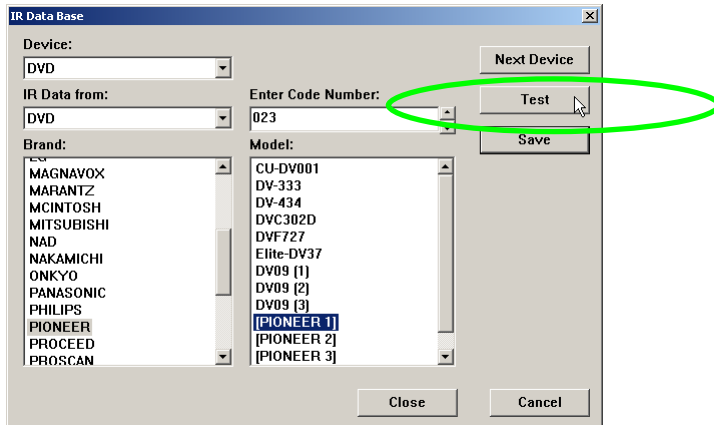 IR Data Base
Device:
DVD
Next Device
IR Data from:
DVD
Enter Code Number:
023
Test
Save
Brand:
MAGNAVOX
MARANTZ
MCINTOSH
MITSUBISHI
NAD
NAKAMICHI
ONKYO
PANASONIC
PHILIPS
PIONEER
PROCEED
PROSCAN
Model:
CU-DV001
DV-333
DV-434
DVC302D
DVF727
Elite-DV37
DV09 (1)
DV09 (2)
DV09 (3)
[PIONEER 1]
[PIONEER 2]
[PIONEER 3]
Close
Cancel